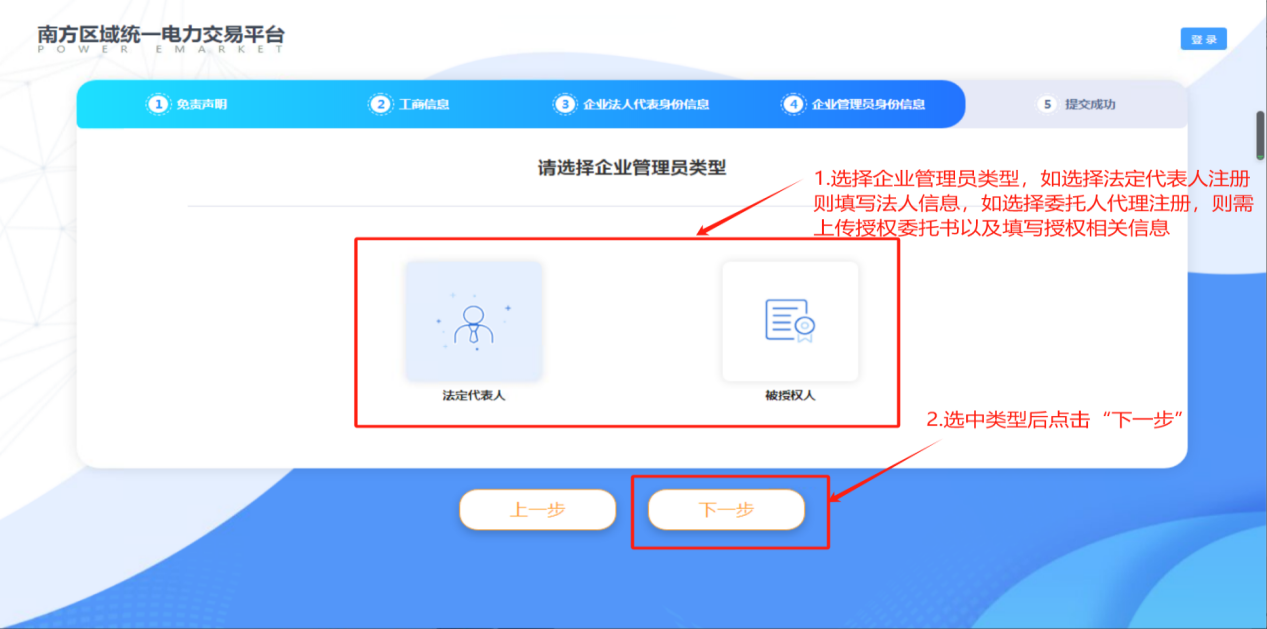 南方区域统一电力交易平台
POWER EMARKET
登录
1 免责声明
2 工商信息
3 企业法人代表身份信息
4 企业管理员身份信息
5 提交成功
请选择企业管理员类型
1.选择企业管理员类型，如选择法定代表人注册
则填写法人信息，如选择委托人代理注册，则需
上传授权委托书以及填写授权相关信息
法定代表人
被授权人
2.选中类型后点击“下一步”
上一步
下一步